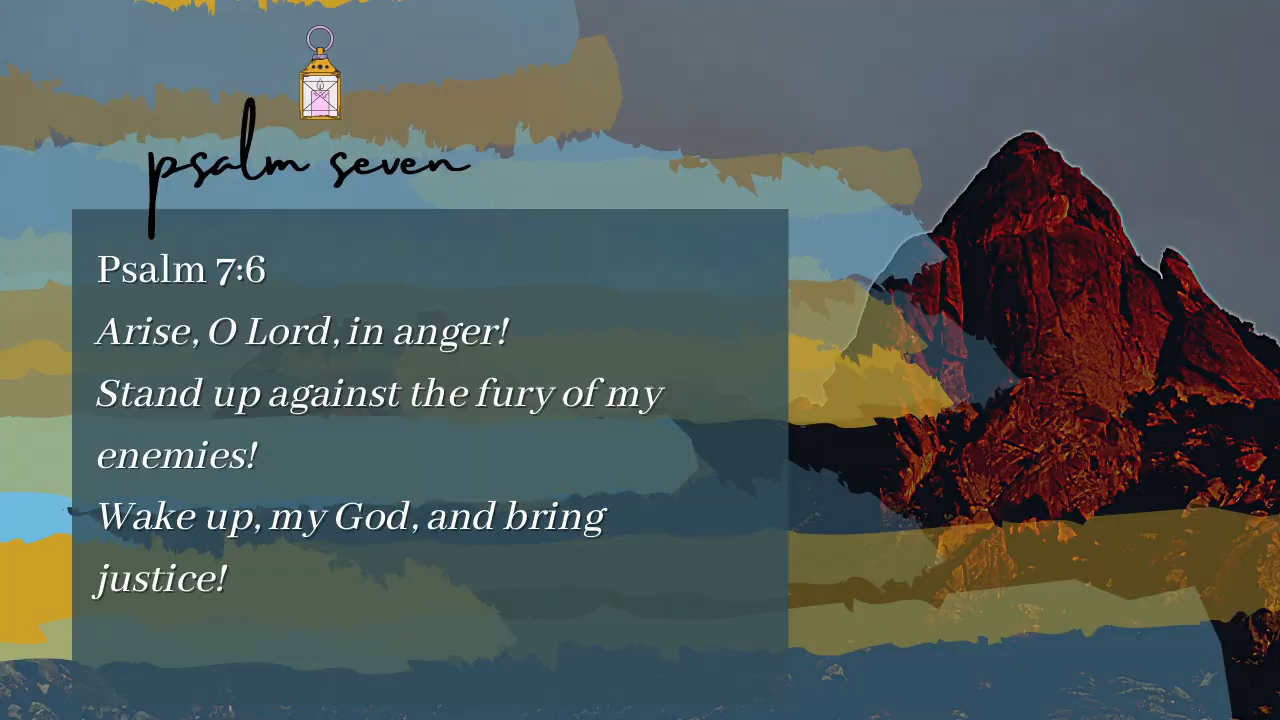 psalm seven
Psalm 7:6
Arise, O Lord, in anger!
Stand up against the fury of my
enemies!
Wake up, my God, and bring
justice!